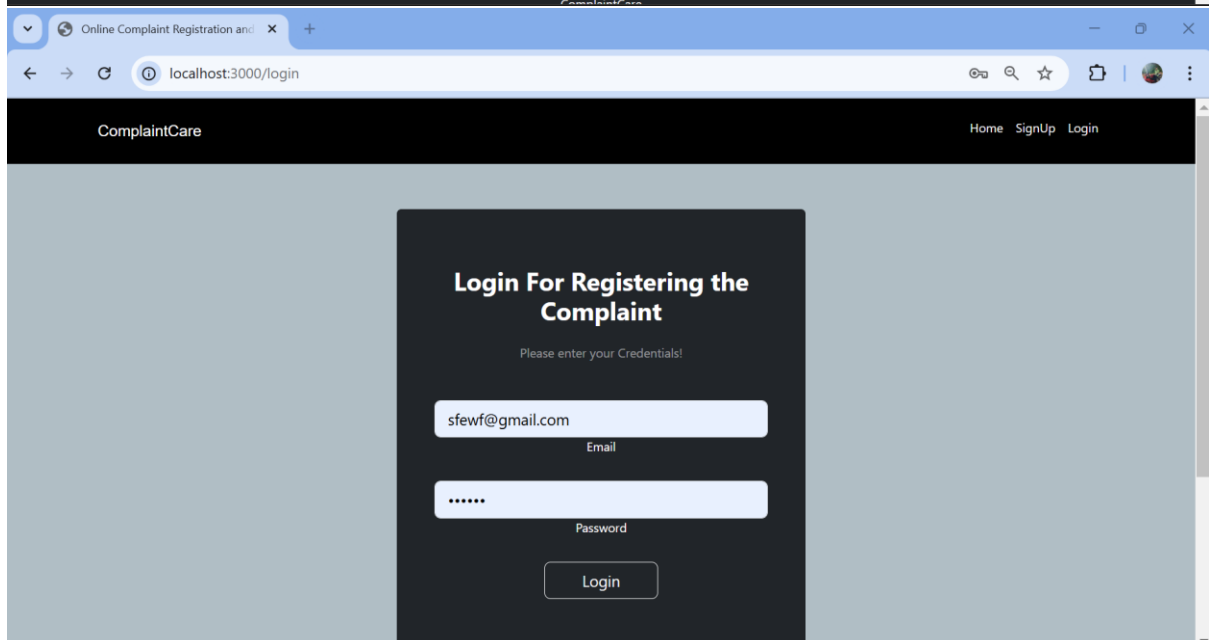 ComplaintCare
Online Complaint Registration and
localhost:3000/login
ComplaintCare
Home SignUp Login
Login For Registering the
Complaint
Please enter your Credentials!
sfewf@gmail.com
Email
••••••
Password
Login